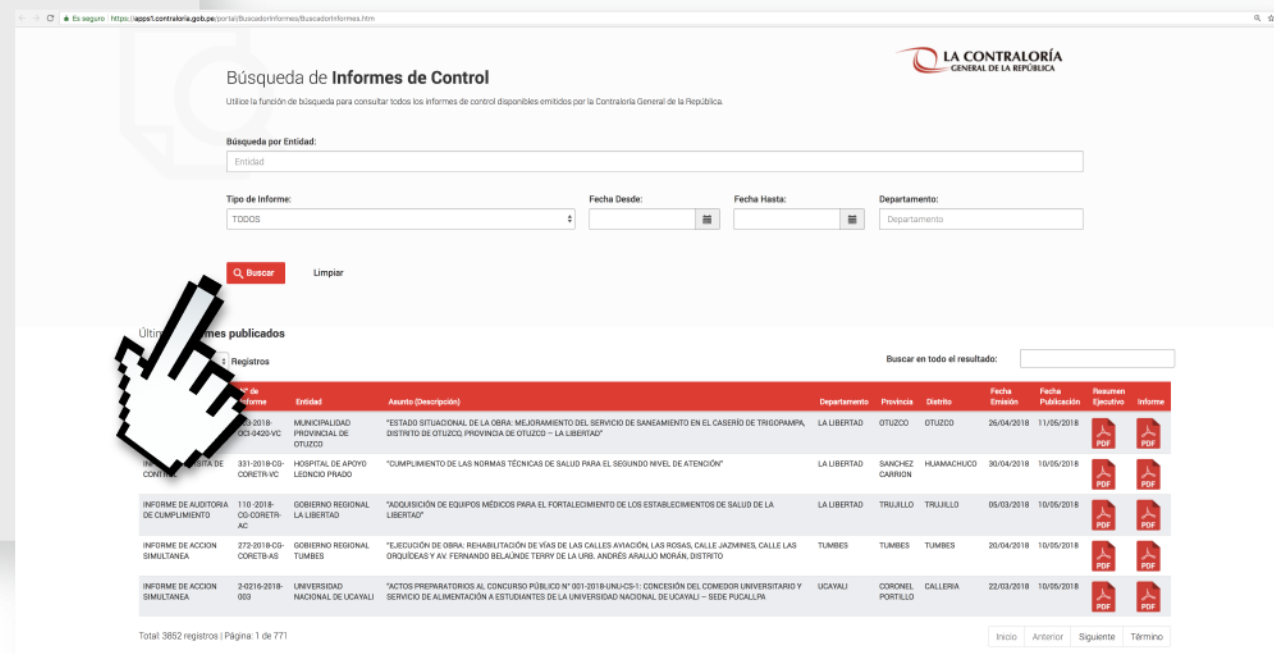 Es seguro | https://apps1.contraloria.gob.pe/portal/BuscadorInformes/BuscadorInformes.htm
LA CONTRALORÍA
GENERAL DE LA REPÚBLICA
Búsqueda de Informes de Control
Utilice la función de búsqueda para consultar todos los informes de control disponibles emitidos por la Contraloría General de la República.
Búsqueda por Entidad:
Entidad
Tipo de Informe: Fecha Desde: Fecha Hasta: Departamento:
TODOS Departamento
Buscar Limpiar
publicados
Registros Buscar en todo el resultado:
N° de Fecha Fecha Resumen
Entidad Asunto (Descripción) Departamento Provincia Distrito Emisión Publicación Ejecutivo Informe
MUNICIPALIDAD "ESTADO SITUACIONAL DE LA OBRA: MEJORAMIENTO DEL SERVICIO DE SANEAMIENTO EN EL CASERÍO DE TRIGOPAMPA, LA LIBERTAD OTUZCO OTUZCO 26/04/2018 11/05/2018
OCI-0420-VC PROVINCIAL DE DISTRITO DE OTUZCO, PROVINCIA DE OTUZCO – LA LIBERTAD"
OTUZCO PDF PDF
DE 331-2018-CG- HOSPITAL DE APOYO "CUMPLIMIENTO DE LAS NORMAS TÉCNICAS DE SALUD PARA EL SEGUNDO NIVEL DE ATENCIÓN" LA LIBERTAD SANCHEZ HUAMACHUCO 30/04/2018 10/05/2018
CORETR-VC LEONCIO PRADO CARRION
PDF PDF
INFORME DE AUDITORIA 110 -2018- GOBIERNO REGIONAL "ADQUISICIÓN DE EQUIPOS MÉDICOS PARA EL FORTALECIMIENTO DE LOS ESTABLECIMIENTOS DE SALUD DE LA LA LIBERTAD TRUJILLO TRUJILLO 05/03/2018 10/05/2018
DE CUMPLIMIENTO CG-CORETR- LA LIBERTAD LIBERTAD"
AC PDF PDF
INFORME DE ACCION 272-2018-CG- GOBIERNO REGIONAL "EJECUCIÓN DE OBRA: REHABILITACIÓN DE VÍAS DE LAS CALLES AVIACIÓN, LAS ROSAS, CALLE JAZMINES, CALLE LAS TUMBES TUMBES TUMBES 20/04/2018 10/05/2018
SIMULTANEA CORETB-AS TUMBES ORQUÍDEAS Y AV. FERNANDO BELAÚNDE TERRY DE LA URB. ANDRÉS ARAUJO MORÁN, DISTRITO
PDF PDF
INFORME DE ACCION 2-0216-2018- UNIVERSIDAD "ACTOS PREPARATORIOS AL CONCURSO PÚBLICO N° 001-2018-UNU-CS-1: CONCESIÓN DEL COMEDOR UNIVERSITARIO Y UCAYALI CORONEL CALLERIA 22/03/2018 10/05/2018
SIMULTANEA 003 NACIONAL DE UCAYALI SERVICIO DE ALIMENTACIÓN A ESTUDIANTES DE LA UNIVERSIDAD NACIONAL DE UCAYALI – SEDE PUCALLPA PORTILLO
PDF PDF
Total: 3852 registros | Página: 1 de 771 Inicio Anterior Siguiente Término